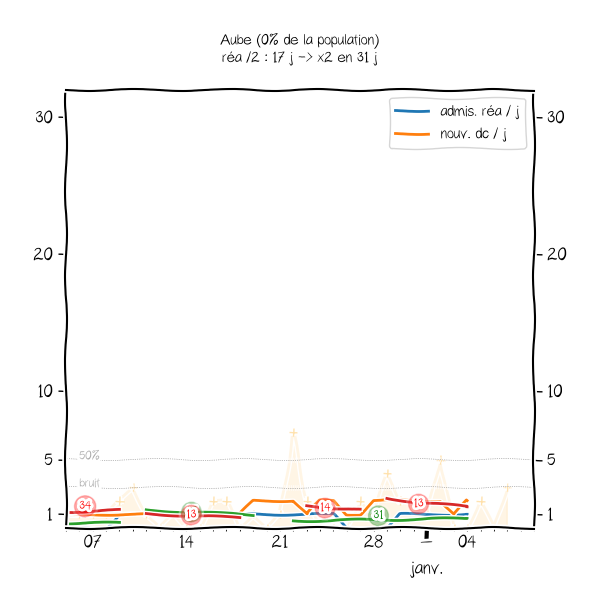 Aube (0% de la population)
réa /2 : 17 j -> x2 en 31 j
admis. réa / j
nouv. dc / j
30 30
20 20
10 10
5 50% 5
bruit
1 34 13 14 31 13 1
07 14 21 28 1 04
janv.